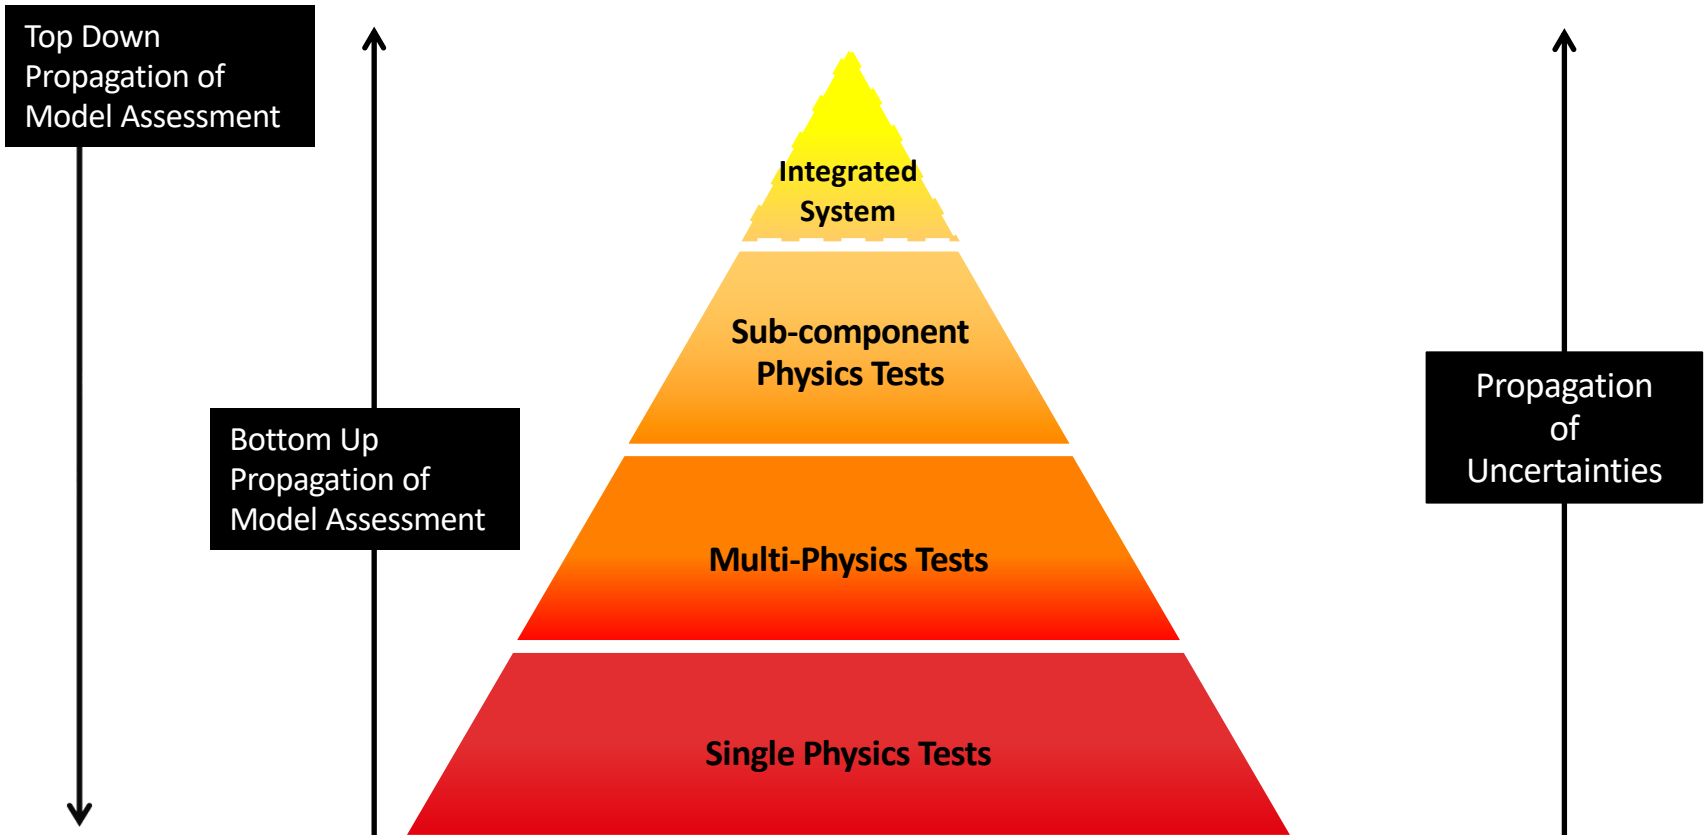 Top Down
Propagation of
Model Assessment
Integrated
System
Sub-component
Physics Tests
Bottom Up
Propagation of
Model Assessment
Propagation
of
Uncertainties
Multi-Physics Tests
Single Physics Tests